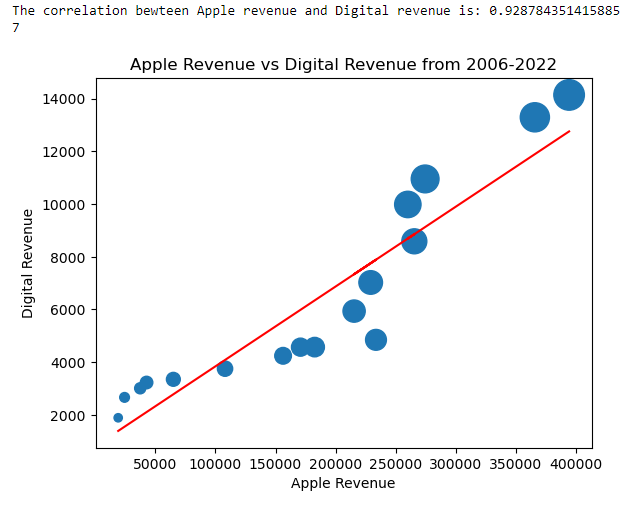 The correlation bewteen Apple revenue and Digital revenue is: 0.928784351415885
7
Apple Revenue vs Digital Revenue from 2006-2022
14000
12000
10000
8000
6000
4000
2000
Digital Revenue
50000 100000 150000 200000 250000 300000 350000 400000
Apple Revenue